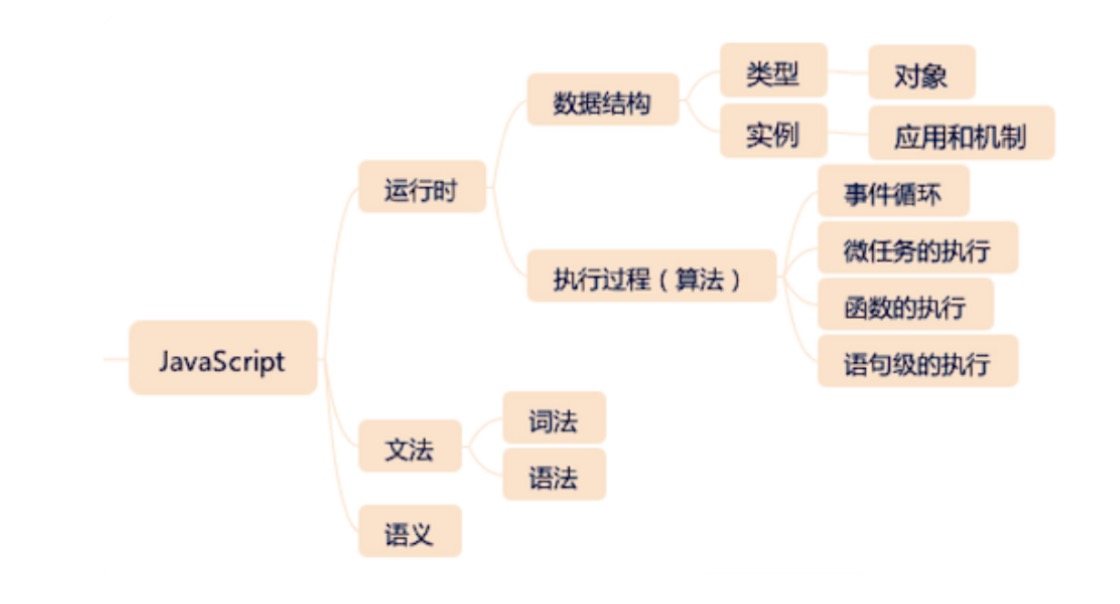 类型
对象
数据结构
实例
应用和机制
运行时
事件循环
微任务的执行
执行过程（算法）
函数的执行
语句级的执行
JavaScript
词法
文法
语法
语义